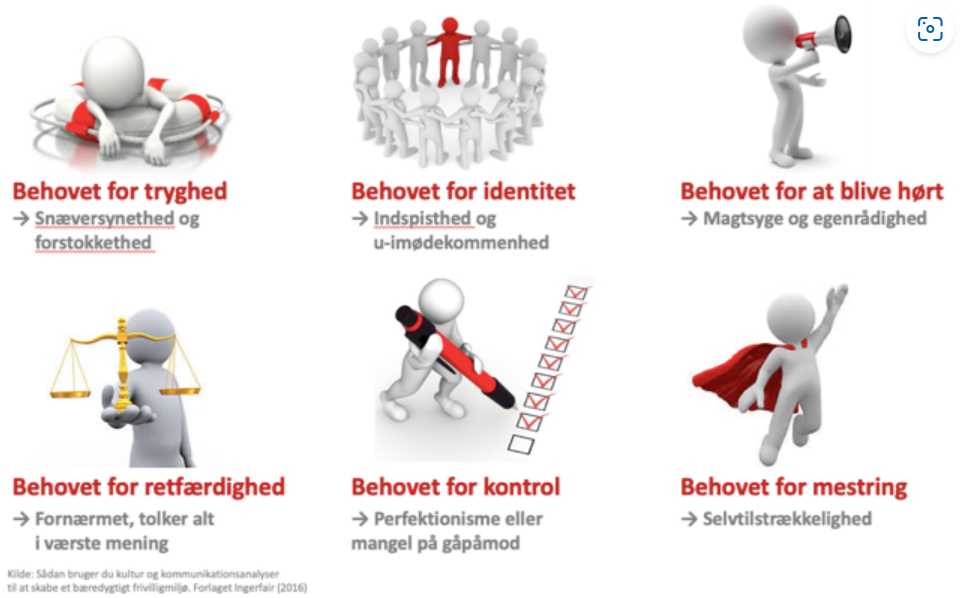 Behovet for tryghed
→ Snæversynethed og
forstokkethed
Behovet for identitet
→ Indspisthed og
u-imødekommenhed
Behovet for at blive hørt
→ Magtsyge og egenrådighed
Behovet for retfærdighed
→ Fornærmet, tolker alt
i værste mening
Behovet for kontrol
→ Perfektionisme eller
mangel på gåpåmod
Behovet for mestring
→ Selvtilstrækkelighed
Kilde: Sådan bruger du kultur og kommunikationsanalyser
til at skabe et bæredygtigt frivilligmiljø. Forlaget Ingerfair (2016)